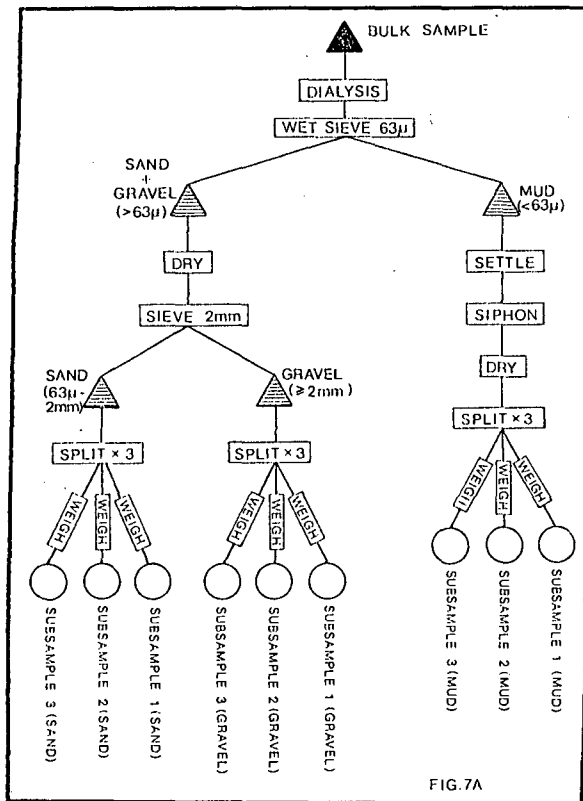 BULK SAMPLE
DIALYSIS
WET SIEVE 63µ
SAND
+
GRAVEL
(>63µ)
MUD
(<63µ)
DRY
SETTLE
SIEVE 2mm
SIPHON
SAND
(63µ-
2mm)
GRAVEL
(≥2mm)
DRY
SPLIT × 3
SPLIT × 3
SPLIT × 3
WEIGH
WEIGH
WEIGH
WEIGH
WEIGH
WEIGH
WEIGH
WEIGH
WEIGH
SUBSAMPLE 3 (SAND)
SUBSAMPLE 2 (SAND)
SUBSAMPLE 1 (SAND)
SUBSAMPLE 3 (GRAVEL)
SUBSAMPLE 2 (GRAVEL)
SUBSAMPLE 1 (GRAVEL)
SUBSAMPLE 3 (MUD)
SUBSAMPLE 2 (MUD)
SUBSAMPLE 1 (MUD)
FIG.7A